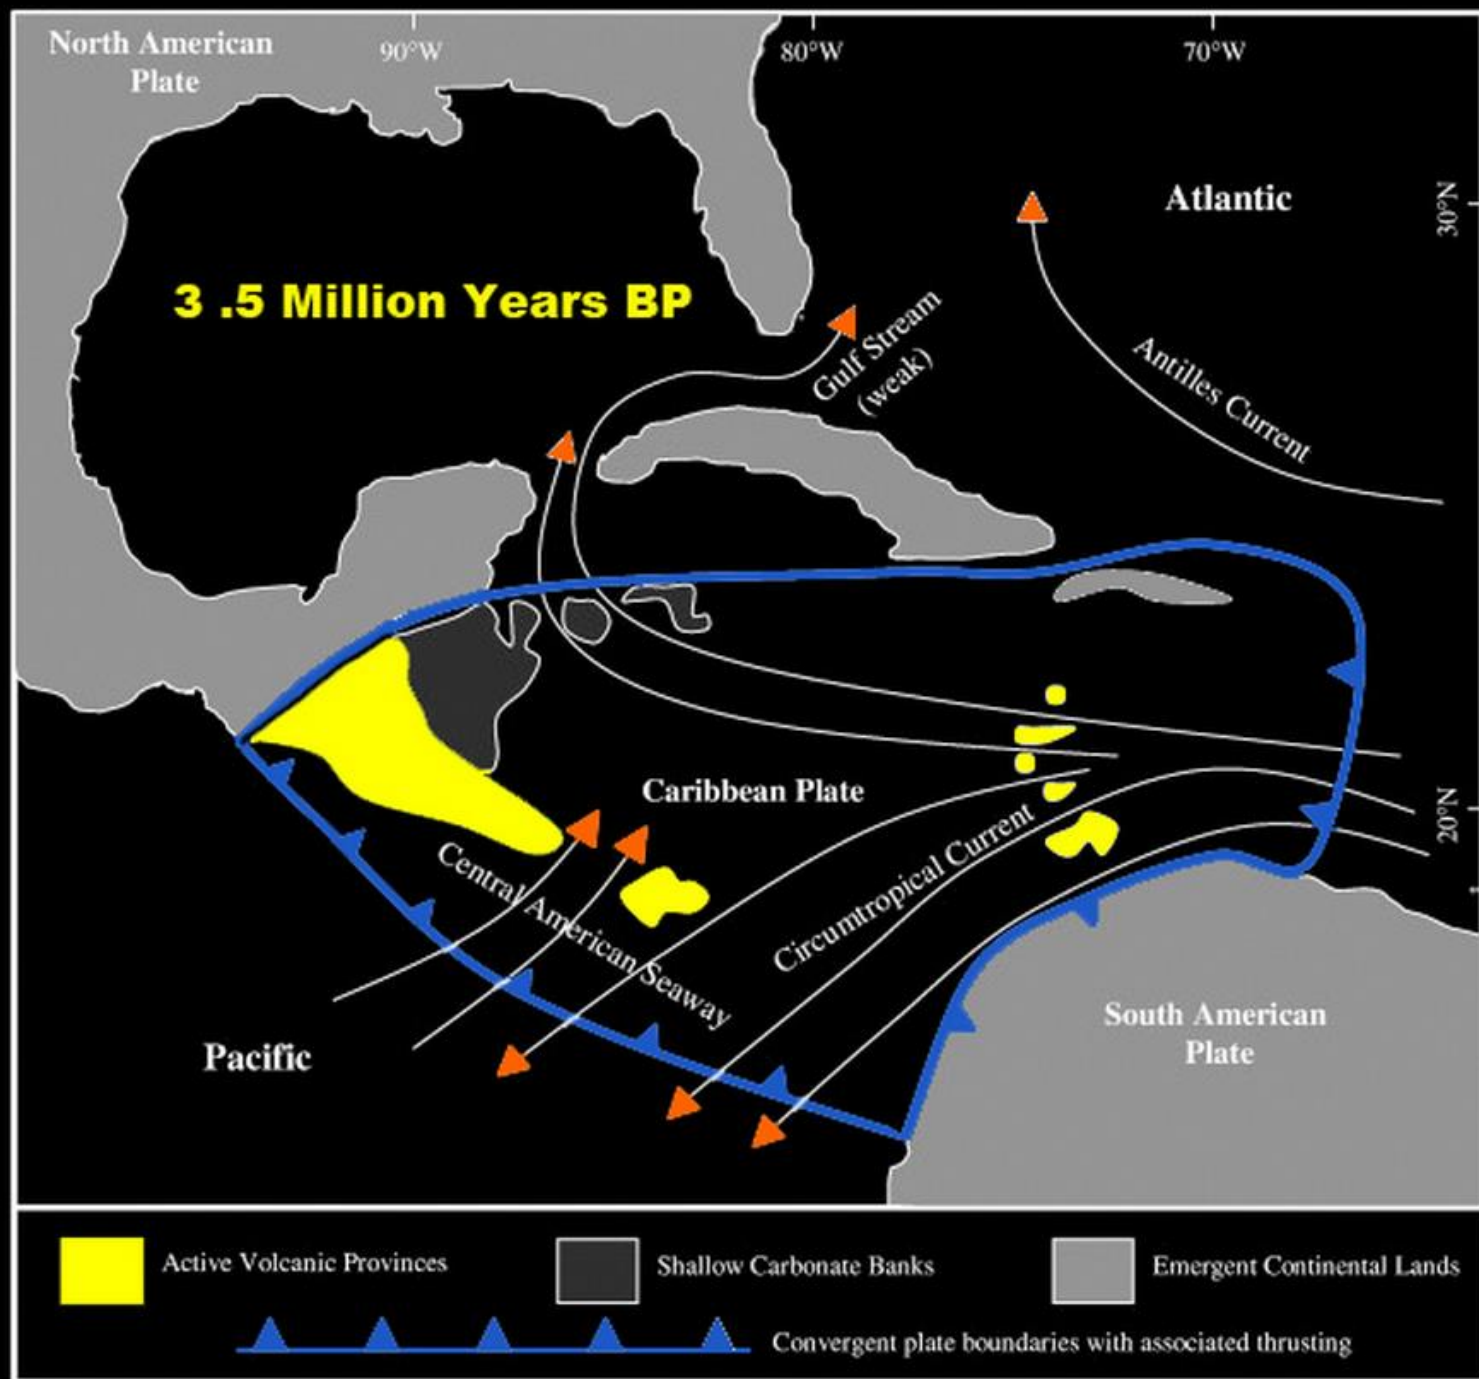 North American
Plate
90°W
80°W
70°W
Atlantic
30°N
3 .5 Million Years BP
Gulf Stream
(weak)
Antilles Current
Caribbean Plate
20°N
Central American Seaway
Circumtropical Current
Pacific
South American
Plate
Active Volcanic Provinces
Shallow Carbonate Banks
Emergent Continental Lands
Convergent plate boundaries with associated thrusting